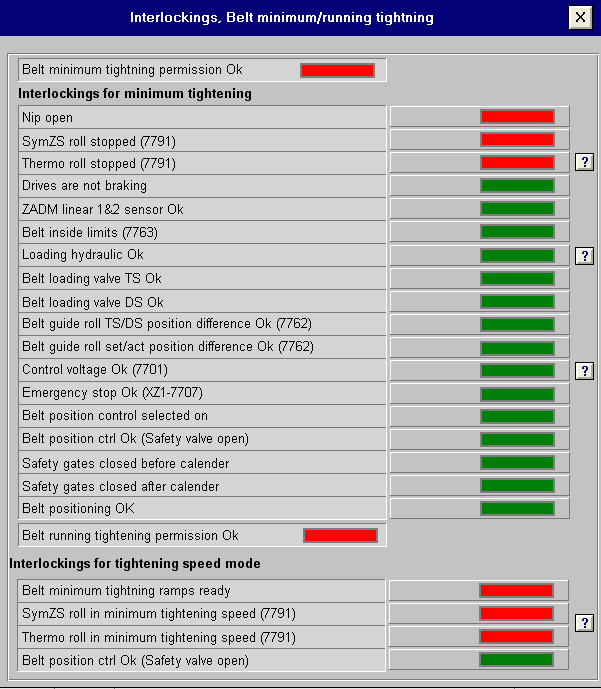 Interlockings, Belt minimum/running tightning
Belt minimum tightning permission Ok
Interlockings for minimum tightening
Nip open
SymZS roll stopped (7791)
Thermo roll stopped (7791)
?
Drives are not braking
ZADM linear 1&2 sensor Ok
Belt inside limits (7763)
Loading hydraulic Ok
?
Belt loading valve TS Ok
Belt loading valve DS Ok
Belt guide roll TS/DS position difference Ok (7762)
Belt guide roll set/act position difference Ok (7762)
Control voltage Ok (7701)
?
Emergency stop Ok (XZ1-7707)
Belt position control selected on
Belt position ctrl Ok (Safety valve open)
Safety gates closed before calender
Safety gates closed after calender
Belt positioning OK
Belt running tightening permission Ok
Interlockings for tightening speed mode
Belt minimum tightning ramps ready
SymZS roll in minimum tightening speed (7791)
?
Thermo roll in minimum tightening speed (7791)
Belt position ctrl Ok (Safety valve open)